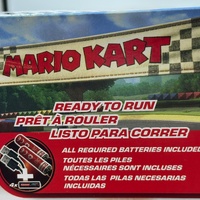 MARIO KART
READY TO RUN
PRÊT À ROULER
LISTO PARA CORRER
ALL REQUIRED BATTERIES INCLUDED
TOUTES LES PILES
NÉCESSAIRES SONT INCLUSES
TODAS LAS PILAS NECESARIAS
INCLUIDAS
4x